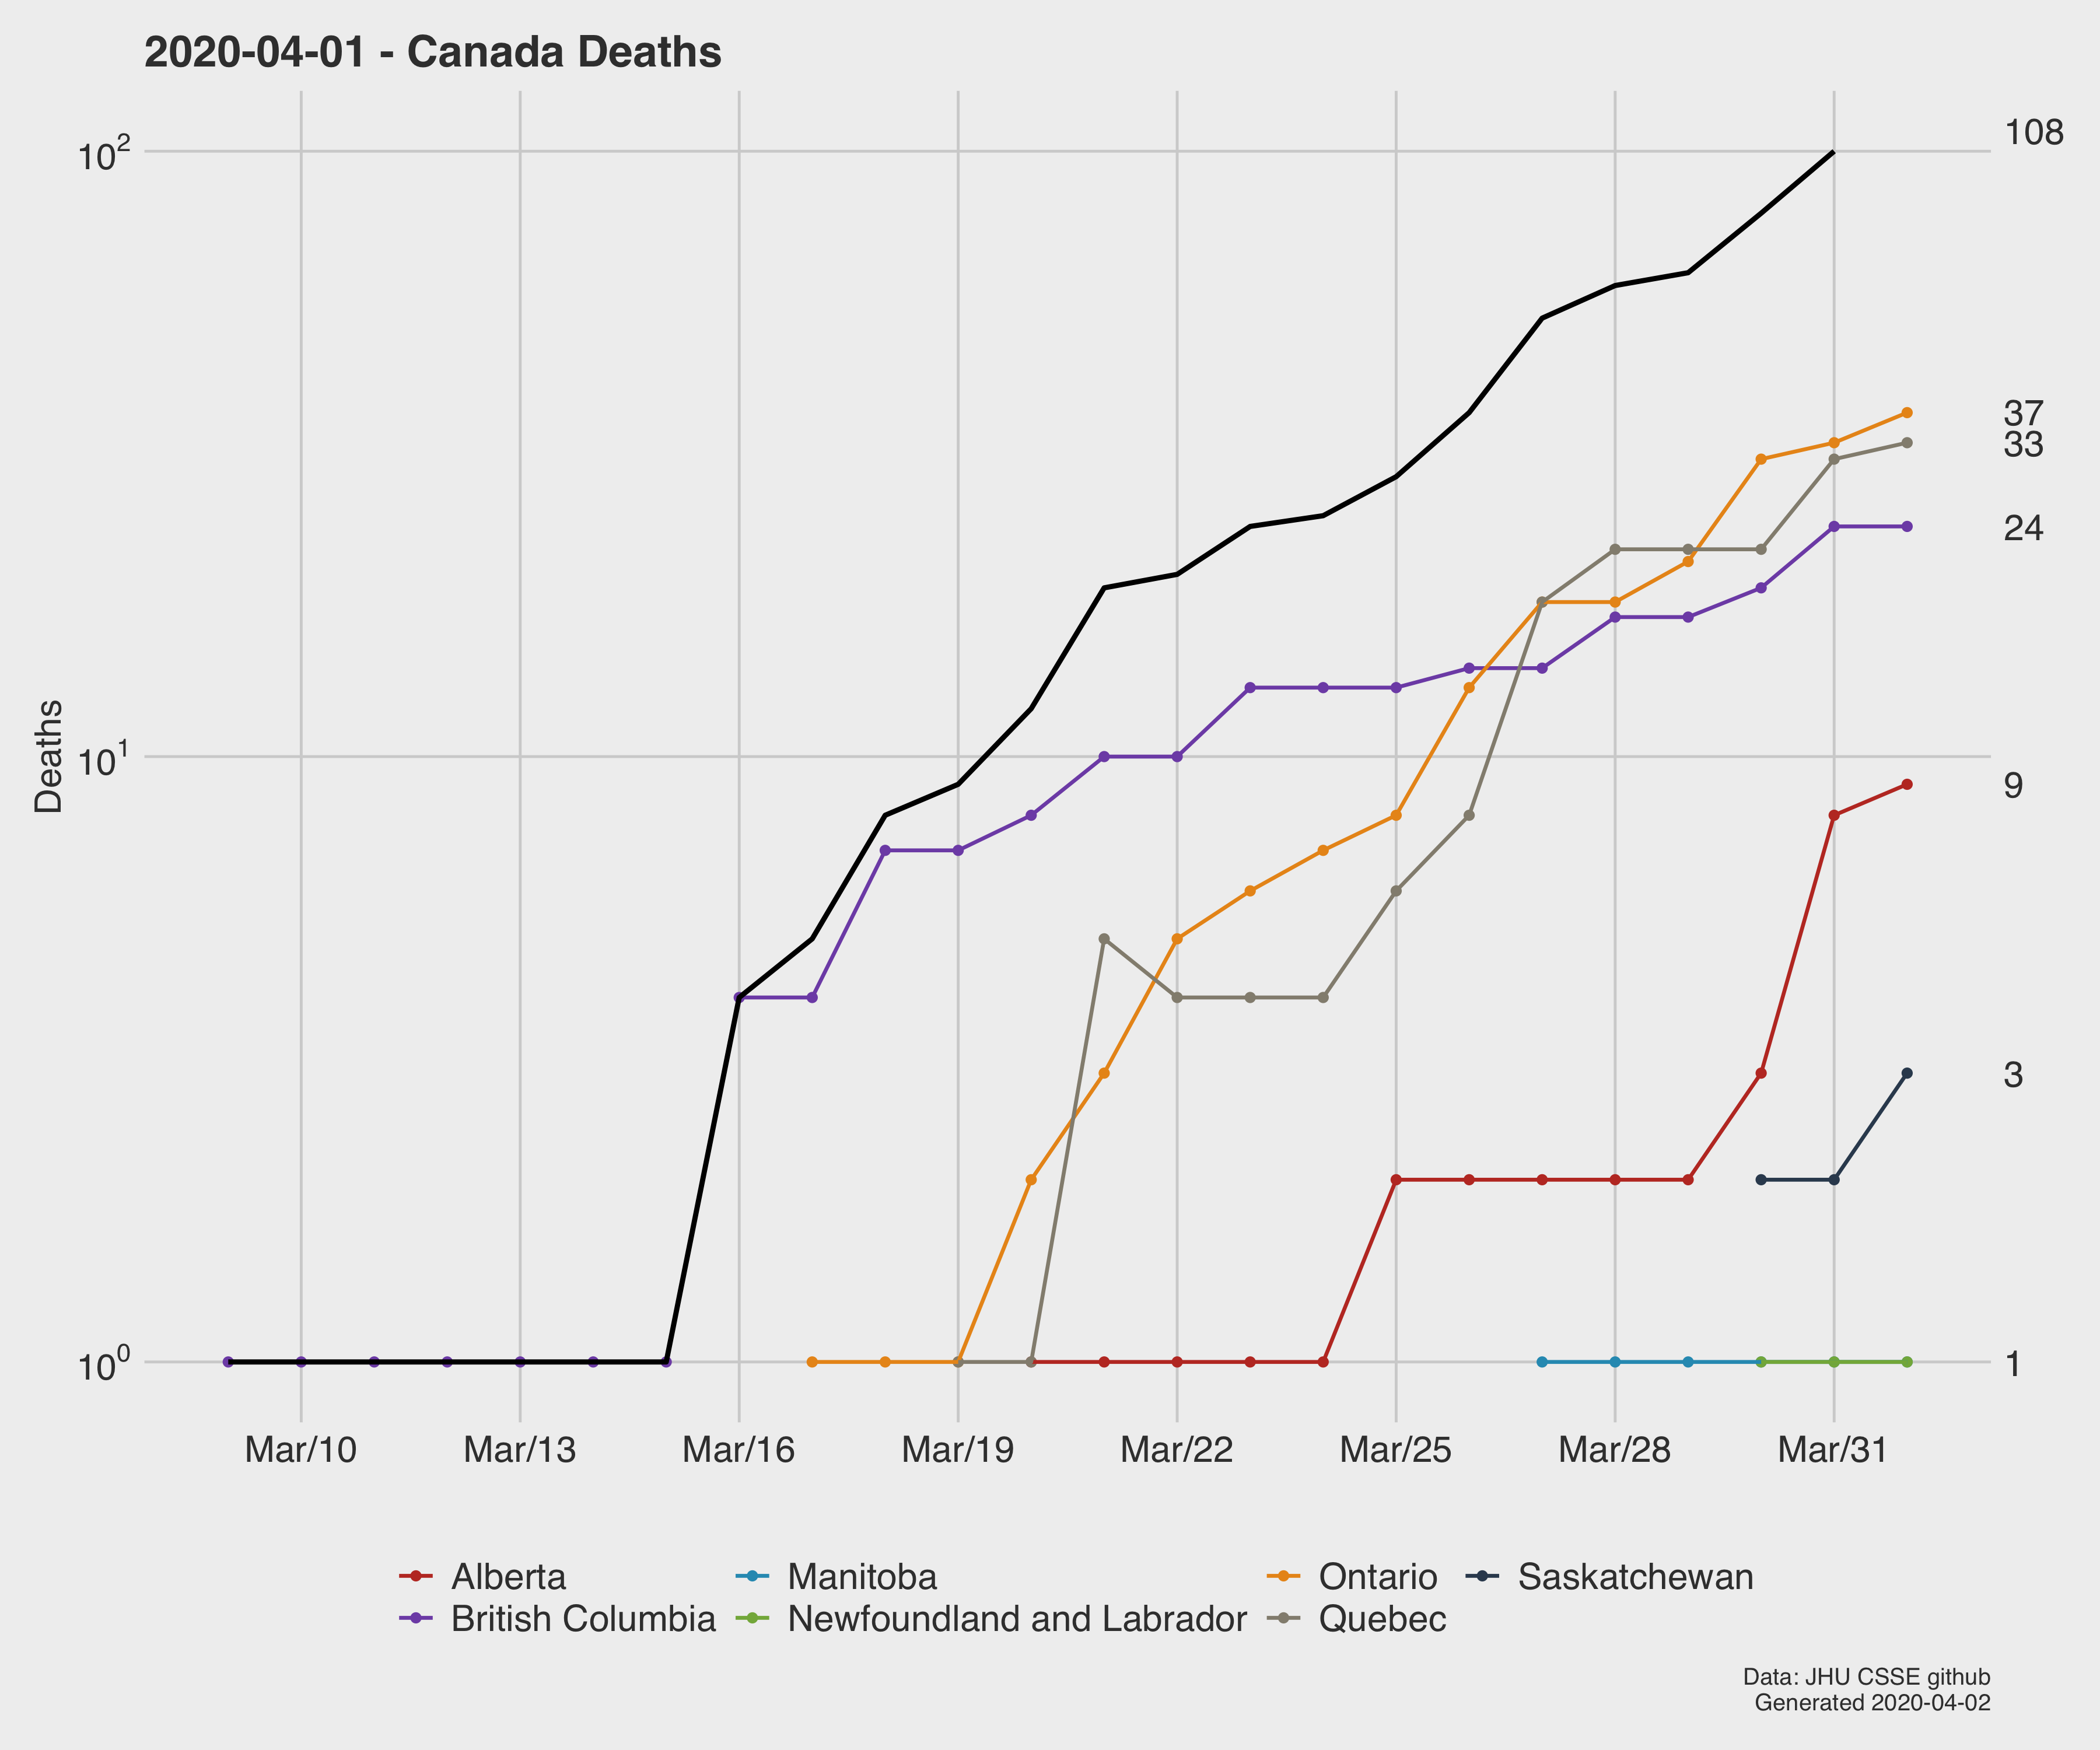 2020-04-01 - Canada Deaths
10²
108
37
33
24
Deaths
10¹
9
3
10⁰
1
Mar/10 Mar/13 Mar/16 Mar/19 Mar/22 Mar/25 Mar/28 Mar/31
Alberta Manitoba Ontario Saskatchewan
British Columbia Newfoundland and Labrador Quebec
Data: JHU CSSE github
Generated 2020-04-02